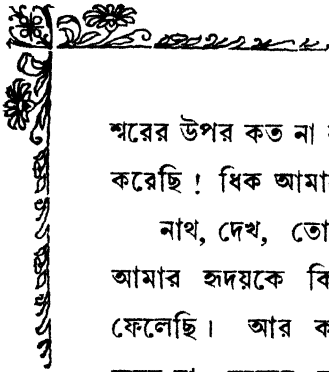 শ্বরের উপর কত না
করেছি ! ধিক আমা
নাথ, দেখ, তো
আমার হৃদয়কে
ফেলেছি। আর